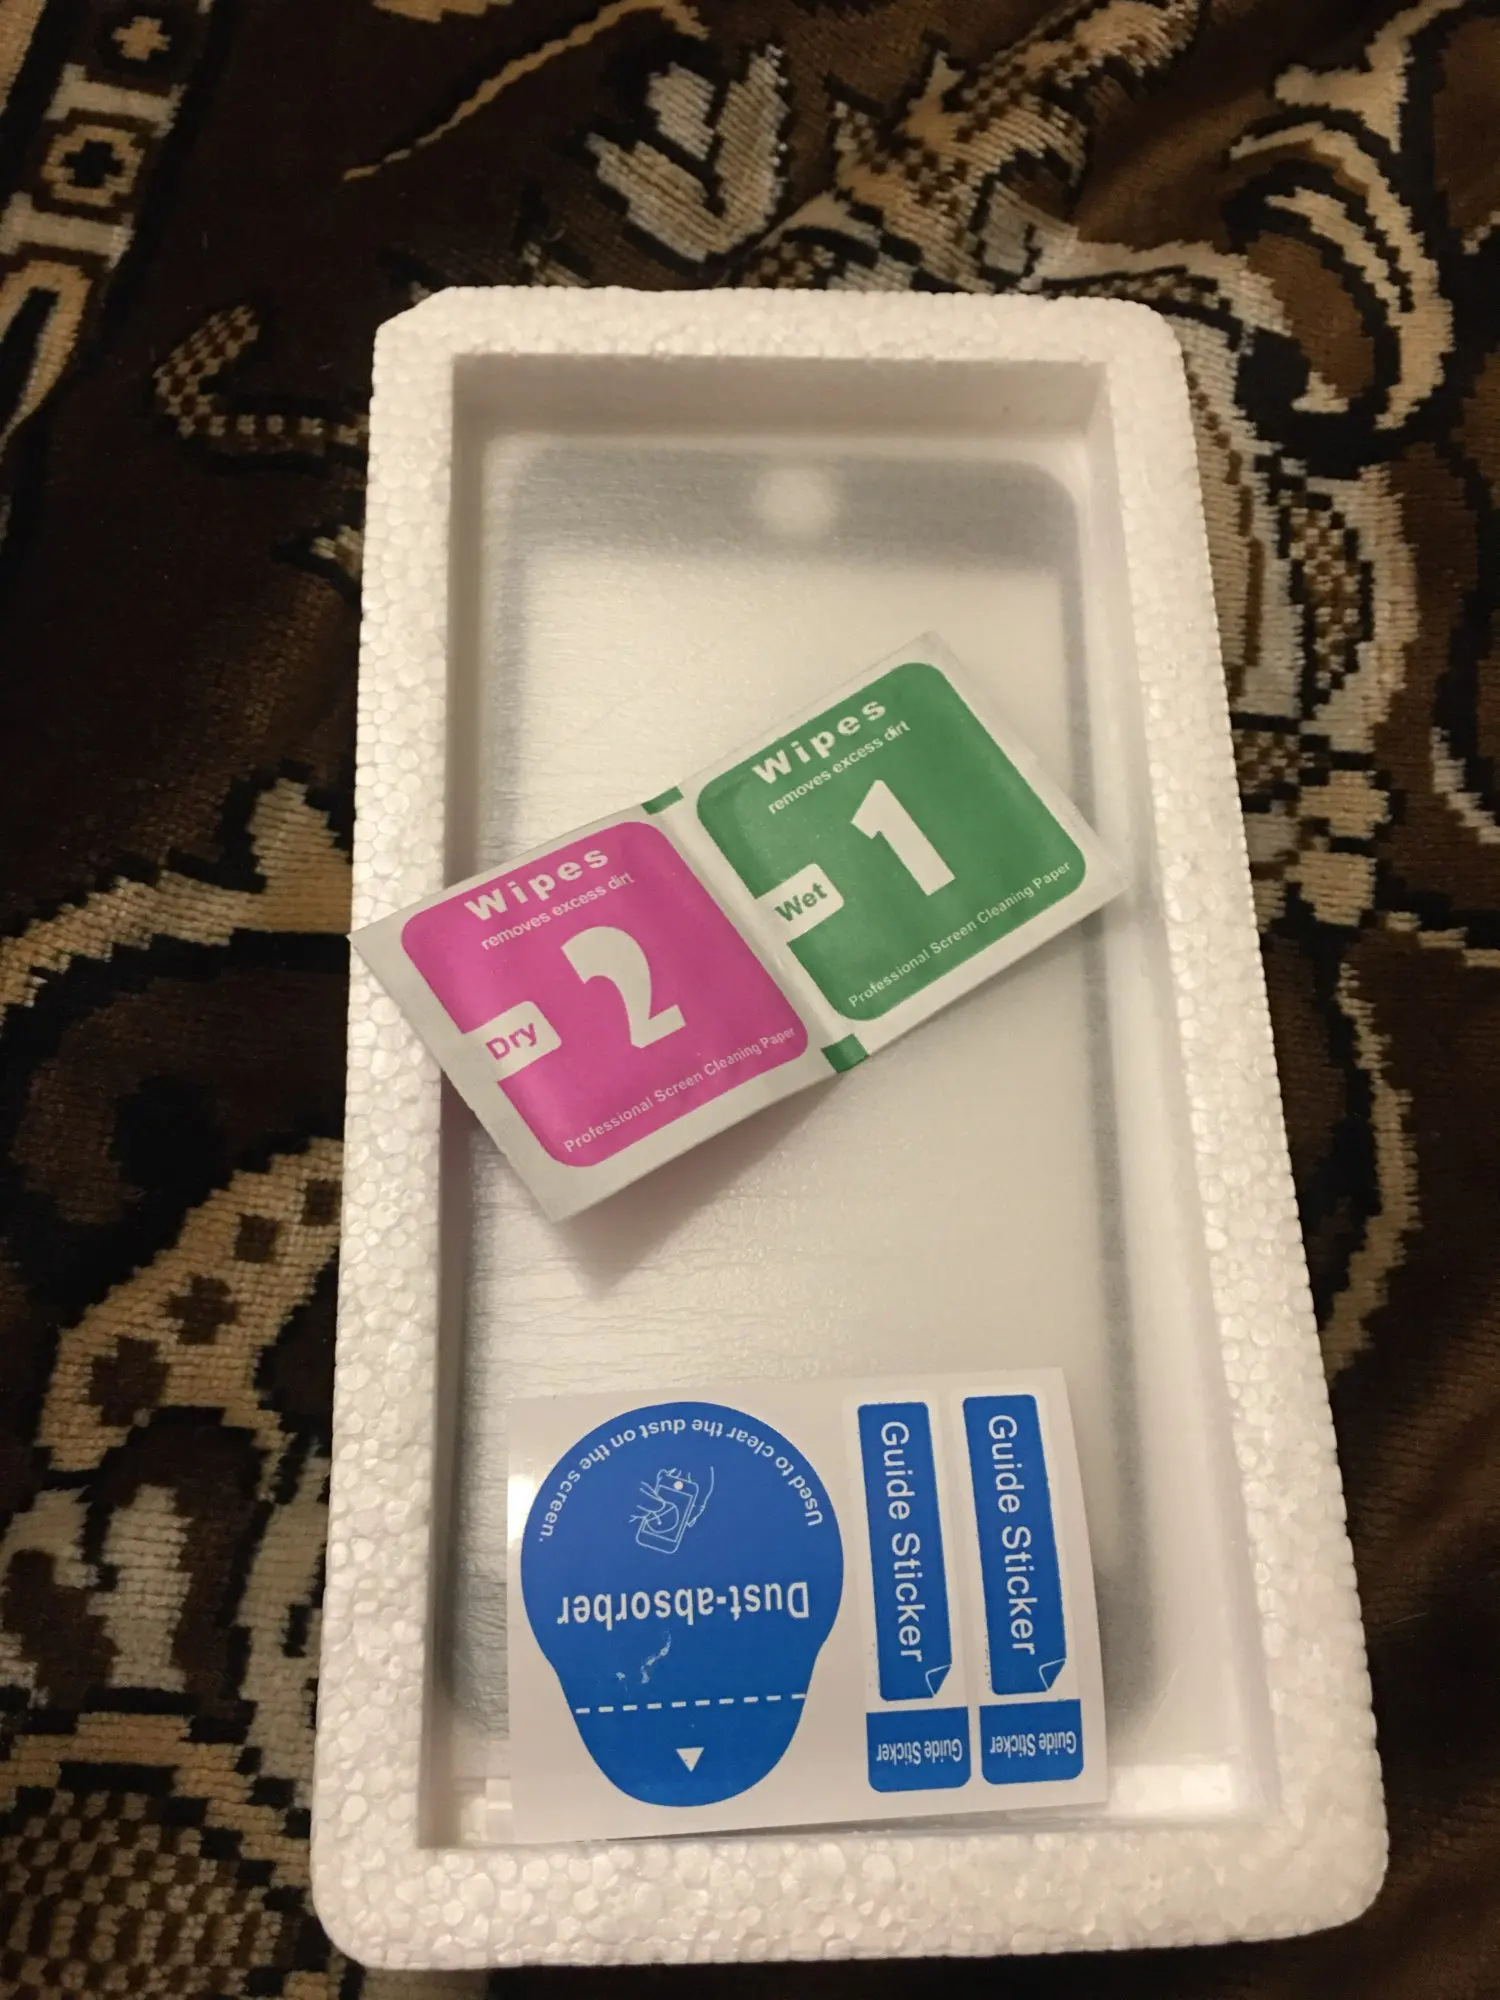 Wipes
removes excess dirt
1
Wet
Professional Screen Cleaning Paper
Wipes
removes excess dirt
2
Dry
Professional Screen Cleaning Paper
Used to clear the dust on the screen.
Dust-absorber
Guide Sticker
Guide Sticker
Guide Sticker
Guide Sticker